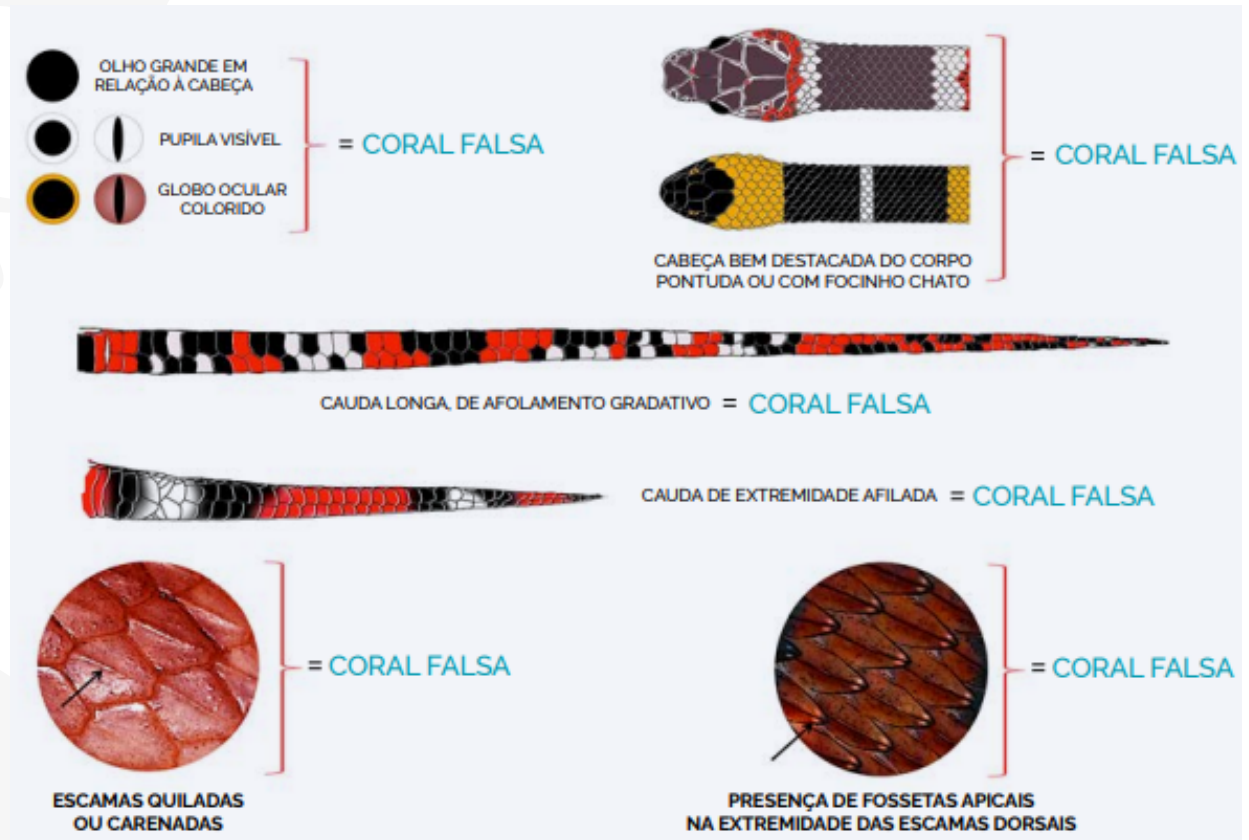 OLHO GRANDE EM
RELAÇÃO À CABEÇA
PUPILA VISÍVEL
GLOBO OCULAR
COLORIDO
= CORAL FALSA
= CORAL FALSA
CABEÇA BEM DESTACADA DO CORPO
PONTUDA OU COM FOCINHO CHATO
CAUDA LONGA, DE AFOLAMENTO GRADATIVO = CORAL FALSA
CAUDA DE EXTREMIDADE AFILADA = CORAL FALSA
= CORAL FALSA
ESCAMAS QUILADAS
OU CARENADAS
= CORAL FALSA
PRESENÇA DE FOSSETAS APICAIS
NA EXTREMIDADE DAS ESCAMAS DORSAIS